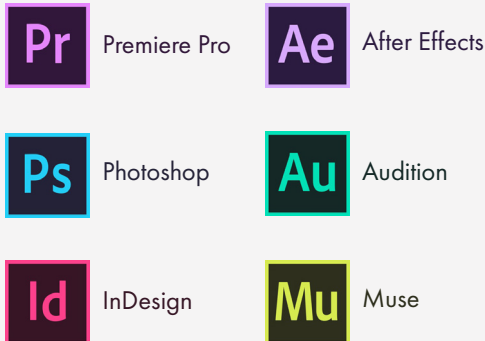 Pr Premiere Pro
Ae After Effects
Ps Photoshop
Au Audition
Id InDesign
Mu Muse